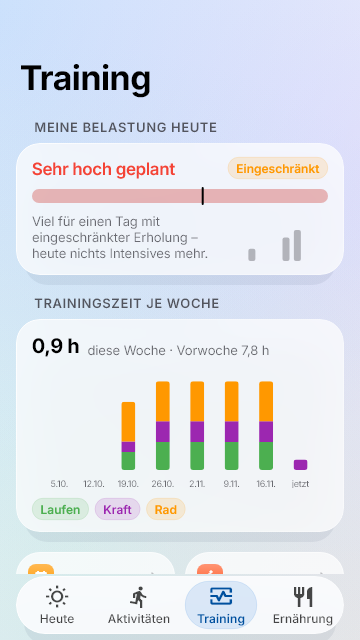 Training
MEINE BELASTUNG HEUTE
Sehr hoch geplant
Eingeschränkt
Viel für einen Tag mit
eingeschränkter Erholung –
heute nichts Intensives mehr.
TRAININGSZEIT JE WOCHE
0,9 h diese Woche · Vorwoche 7,8 h
5.10. 12.10. 19.10. 26.10. 2.11. 9.11. 16.11. jetzt
Laufen Kraft Rad
Heute Aktivitäten Training Ernährung